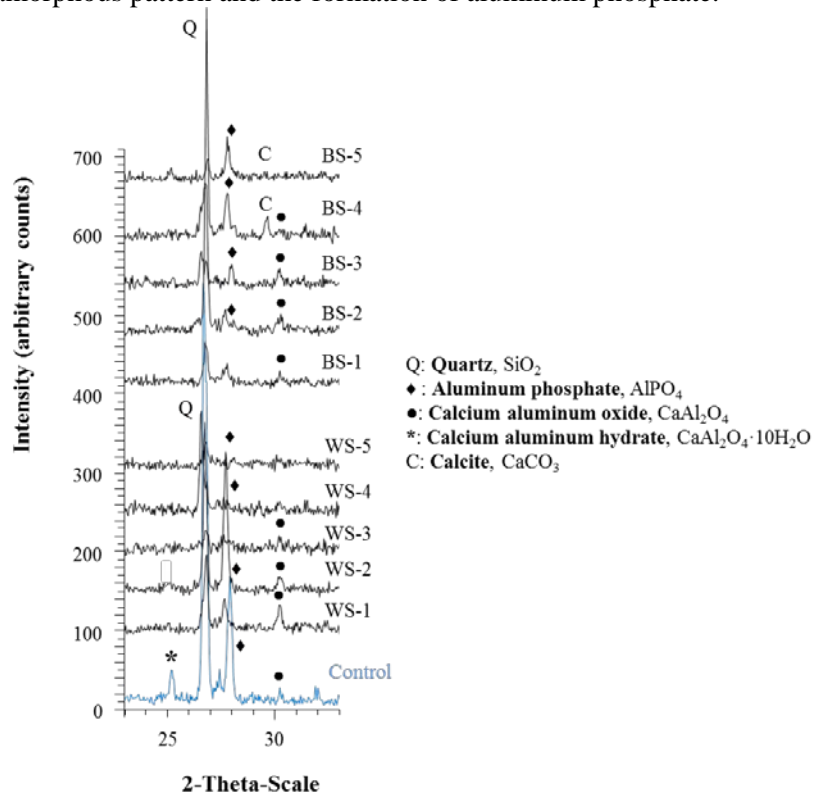 amorphous pattern and the formation of aluminum phosphate.
Q
700
C
BS-5
C
BS-4
600
BS-3
500
BS-2
BS-1
400
Q
WS-5
300
WS-4
WS-3
200
WS-2
WS-1
100
*
Control
0
25 30
2-Theta-Scale
Intensity (arbitrary counts)
Q: Quartz, SiO₂
♦ : Aluminum phosphate, AlPO₄
●: Calcium aluminum oxide, CaAl₂O₄
*: Calcium aluminum hydrate, CaAl₂O₄·10H₂O
C: Calcite, CaCO₃